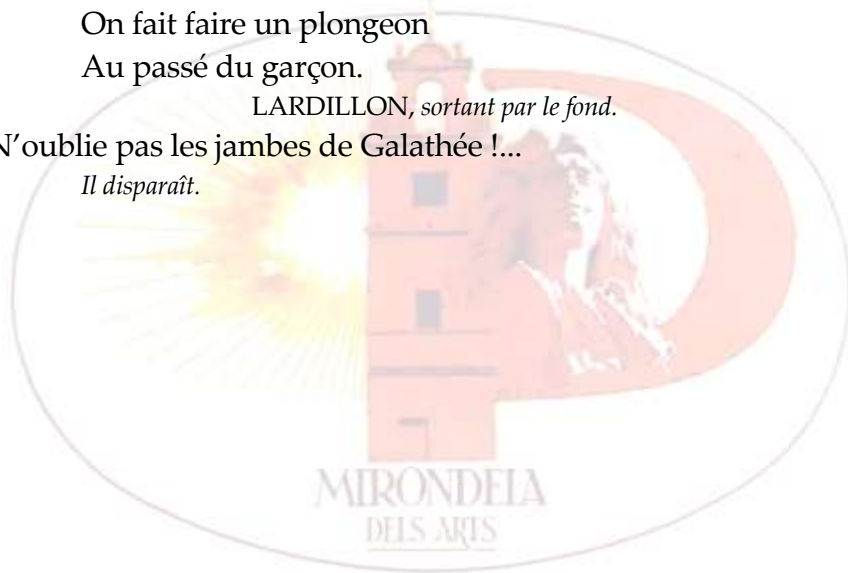 On fait faire un plongeon
Au passé du garçon.
LARDILLON, sortant par le fond.
N’oublie pas les jambes de Galathée !...
Il disparaît.
MIRONDELA
DELS ARTS